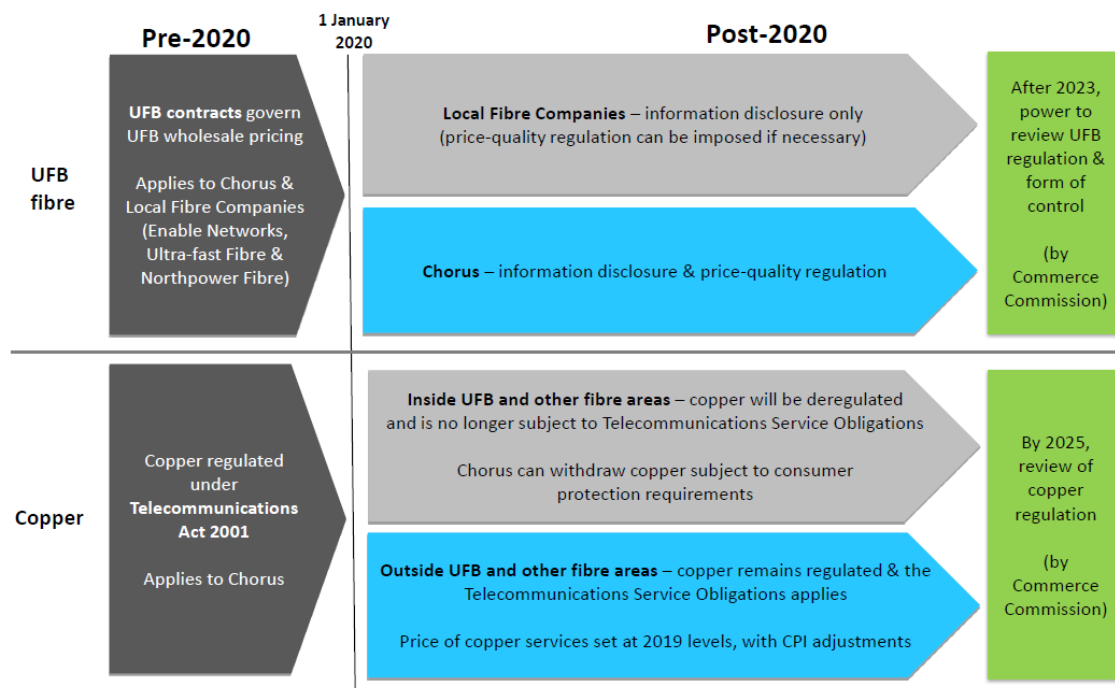 Pre-2020
1 January
2020
Post-2020
UFB
fibre
UFB contracts govern
UFB wholesale pricing
Applies to Chorus &
Local Fibre Companies
(Enable Networks,
Ultra-fast Fibre &
Northpower Fibre)
Local Fibre Companies – information disclosure only
(price-quality regulation can be imposed if necessary)
Chorus – information disclosure & price-quality regulation
After 2023,
power to
review UFB
regulation &
form of
control
(by
Commerce
Commission)
Copper
Copper regulated
under
Telecommunications
Act 2001
Applies to Chorus
Inside UFB and other fibre areas – copper will be deregulated
and is no longer subject to Telecommunications Service Obligations
Chorus can withdraw copper subject to consumer
protection requirements
Outside UFB and other fibre areas – copper remains regulated & the
Telecommunications Service Obligations applies
Price of copper services set at 2019 levels, with CPI adjustments
By 2025,
review of
copper
regulation
(by
Commerce
Commission)